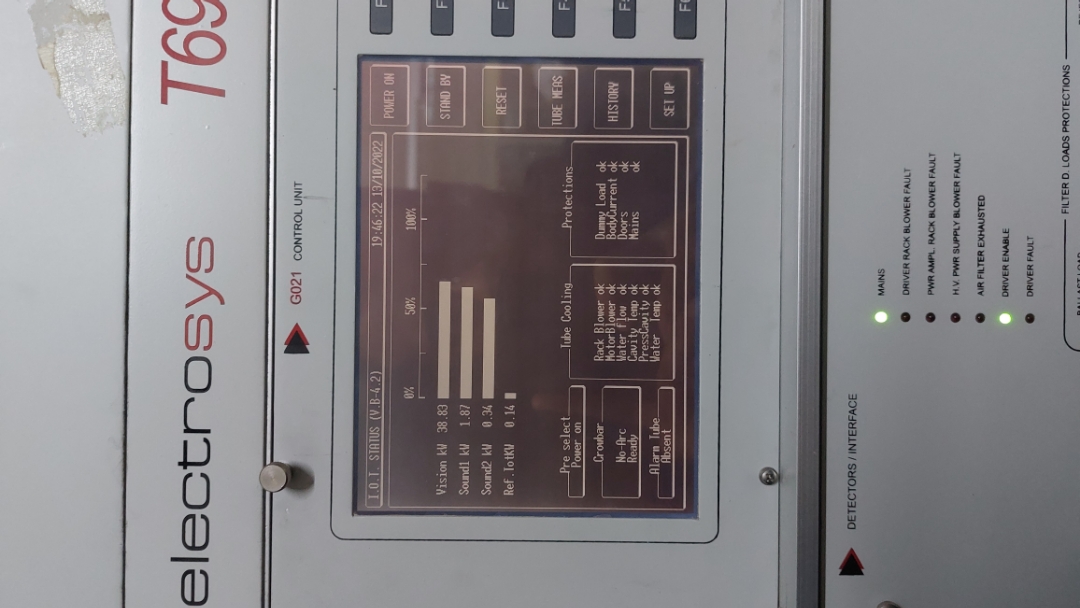 electrosys
T69
G021 CONTROL UNIT
I.O.T. STATUS (V.B-4.2) 19:46:22 13/10/2022
0% 50% 100%
Vision kW 38.83
Sound1 kW 1.87
Sound2 kW 0.34
Ref.TotKW 0.14
Pre select
Power on
Crowbar
No-Arc
Ready
Alarm Tube
Absent
Tube Cooling
Rack Blower ok
MotorBlower ok
Water flow ok
Cavity Temp ok
PressCavity ok
Water Temp ok
Protections
Dummy Load ok
BodyCurrent ok
Doors ok
Mains ok
POWER ON
STAND BY
RESET
TUBE MEAS
HISTORY
SET UP
DETECTORS / INTERFACE
MAINS
DRIVER RACK BLOWER FAULT
PWR AMPL. RACK BLOWER FAULT
H.V. PWR SUPPLY BLOWER FAULT
AIR FILTER EXHAUSTED
DRIVER ENABLE
DRIVER FAULT
FILTER D. LOADS PROTECTIONS